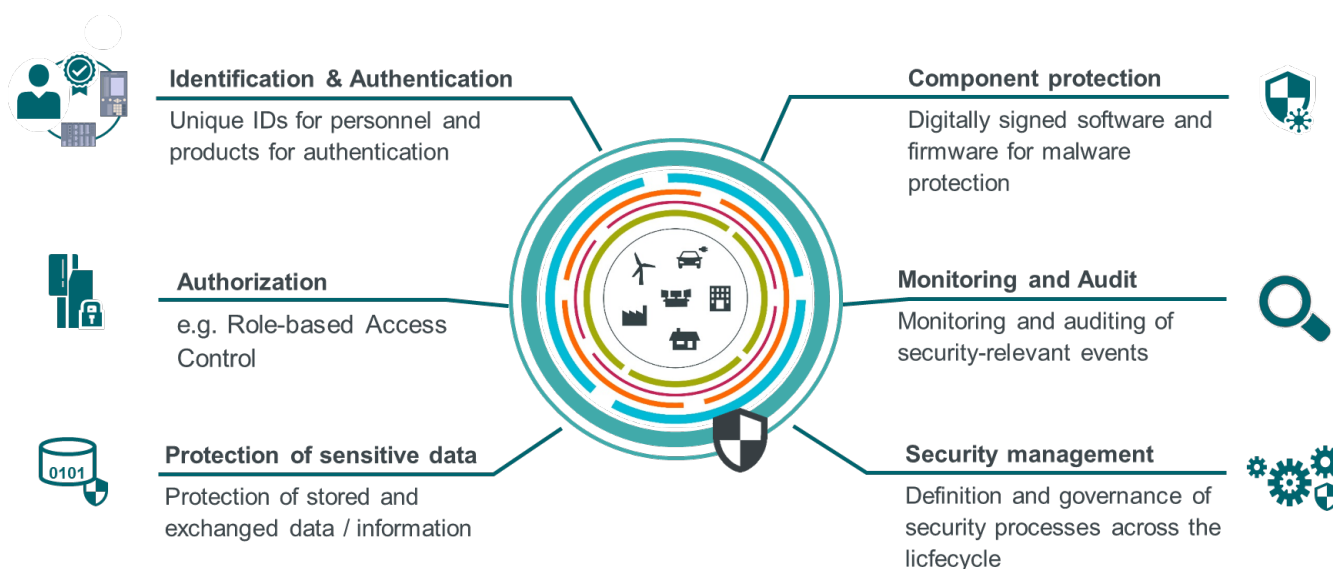 Identification & Authentication
Unique IDs for personnel and
products for authentication
Authorization
e.g. Role-based Access
Control
0101
Protection of sensitive data
Protection of stored and
exchanged data / information
Component protection
Digitally signed software and
firmware for malware
protection
Monitoring and Audit
Monitoring and auditing of
security-relevant events
Security management
Definition and governance of
security processes across the
licfecycle